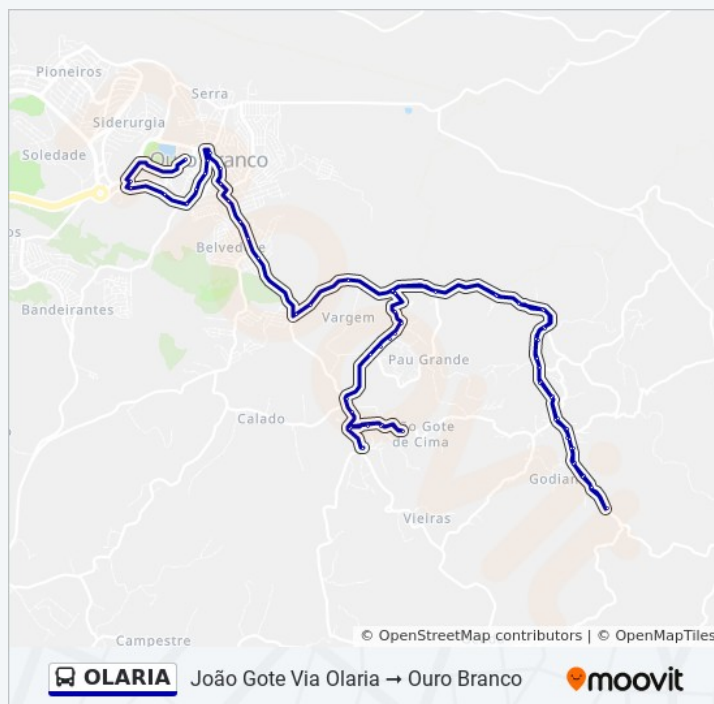 Pioneiros
Serra
Siderurgia
Soledade
Ouro Branco
os
Belvedere
Bandeirantes
Vargem
Pau Grande
Calado
João Gote
de Cima
Vieiras
Campestre
© OpenStreetMap contributors | © OpenMapTiles
OLARIA João Gote Via Olaria → Ouro Branco moovit